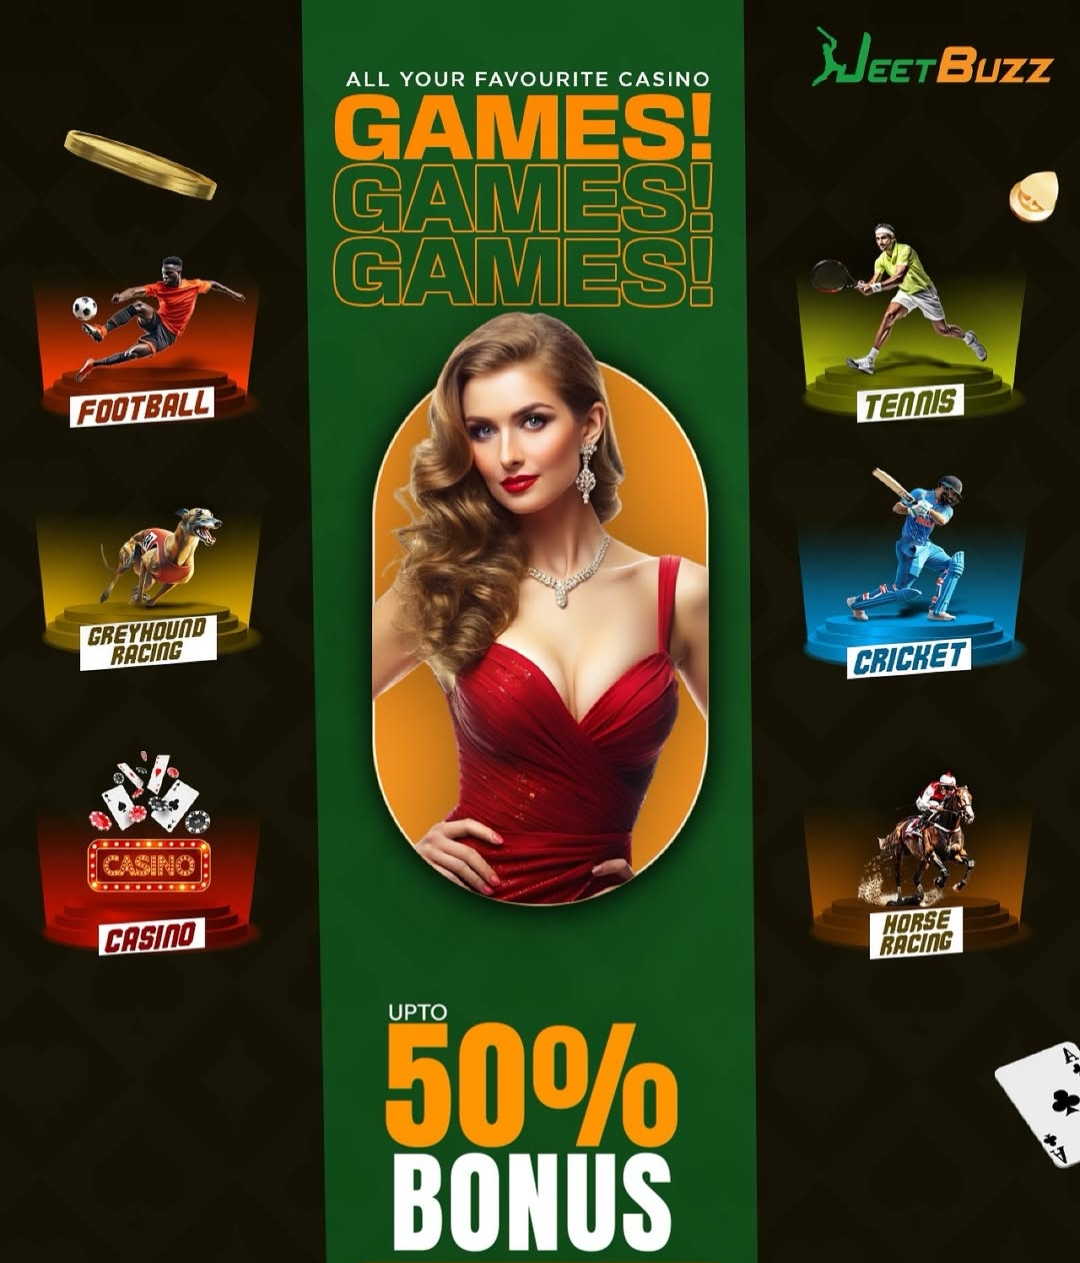 JEETBUZZ
ALL YOUR FAVOURITE CASINO
GAMES!
GAMES!
GAMES!
FOOTBALL
TENNIS
GREYHOUND
RACING
CRICKET
CASINO
CASINO
HORSE
RACING
UPTO
50%
BONUS
A
A